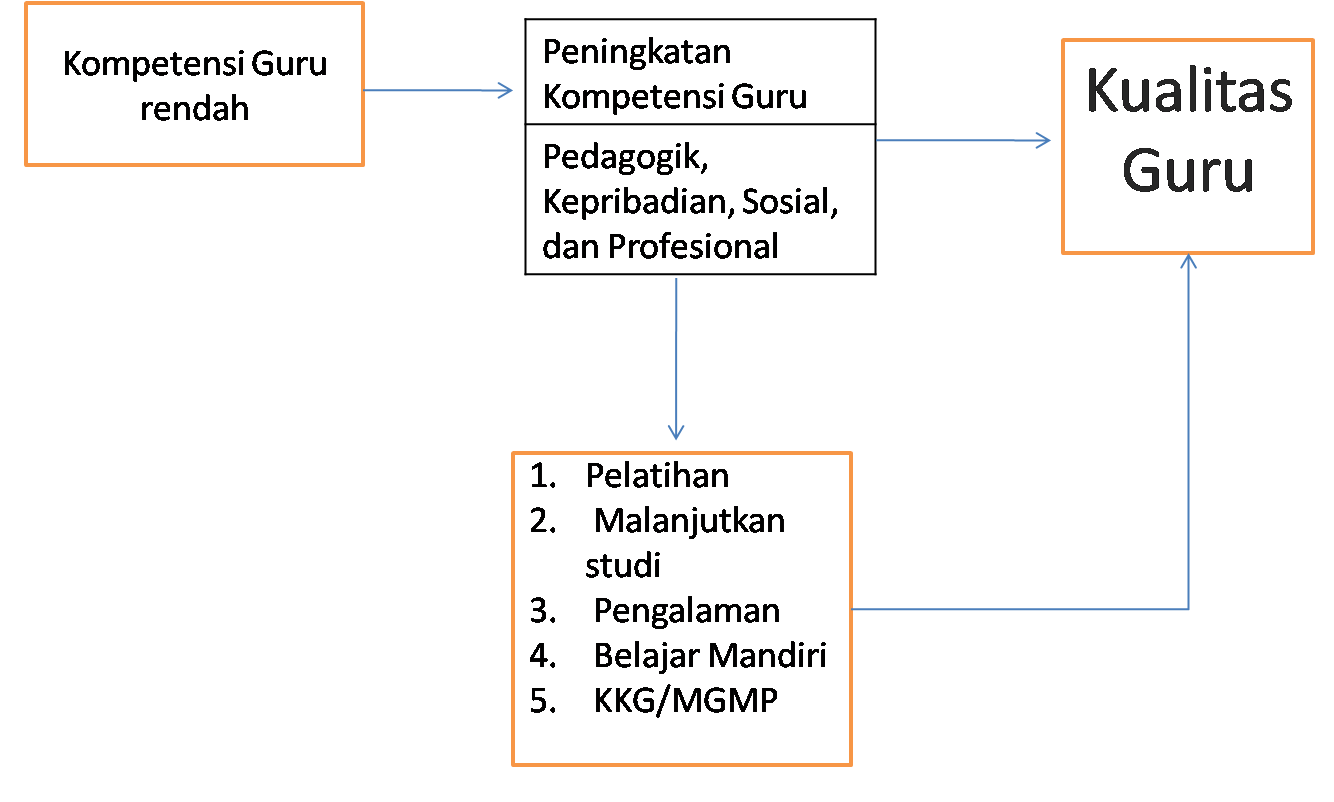 Kompetensi Guru
rendah
Peningkatan
Kompetensi Guru
Pedagogik,
Kepribadian, Sosial,
dan Profesional
Kualitas
Guru
1. Pelatihan
2. Malanjutkan
studi
3. Pengalaman
4. Belajar Mandiri
5. KKG/MGMP